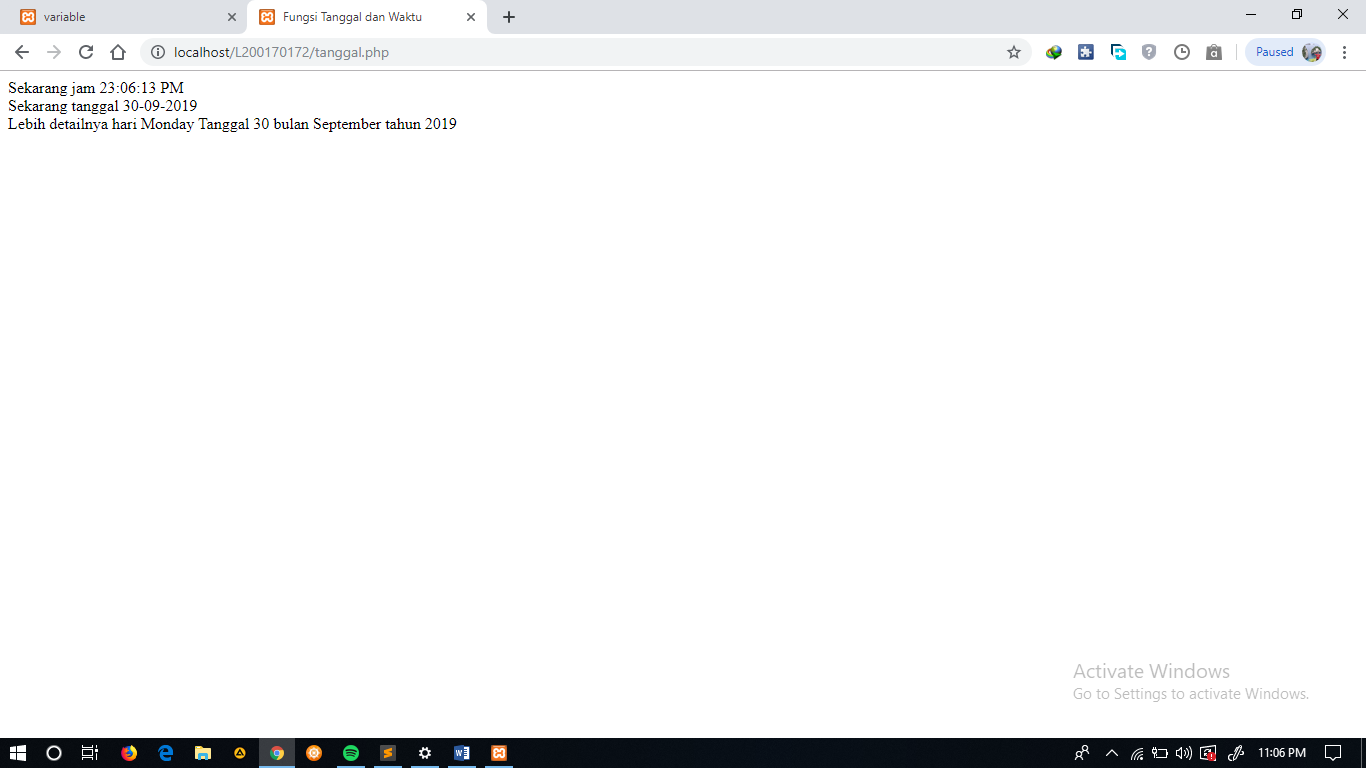 variable
Fungsi Tanggal dan Waktu
localhost/L200170172/tanggal.php
Paused
Sekarang jam 23:06:13 PM
Sekarang tanggal 30-09-2019
Lebih detailnya hari Monday Tanggal 30 bulan September tahun 2019
Activate Windows
Go to Settings to activate Windows.
11:06 PM